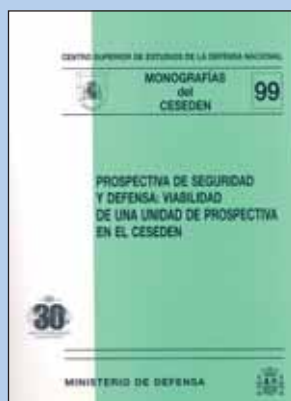 CENTRO SUPERIOR DE ESTUDIOS DE LA DEFENSA NACIONAL
MONOGRAFÍAS
del
CESEDEN
99
PROSPECTIVA DE SEGURIDAD
Y DEFENSA: VIABILIDAD
DE UNA UNIDAD DE PROSPECTIVA
EN EL CESEDEN
30
MINISTERIO DE DEFENSA